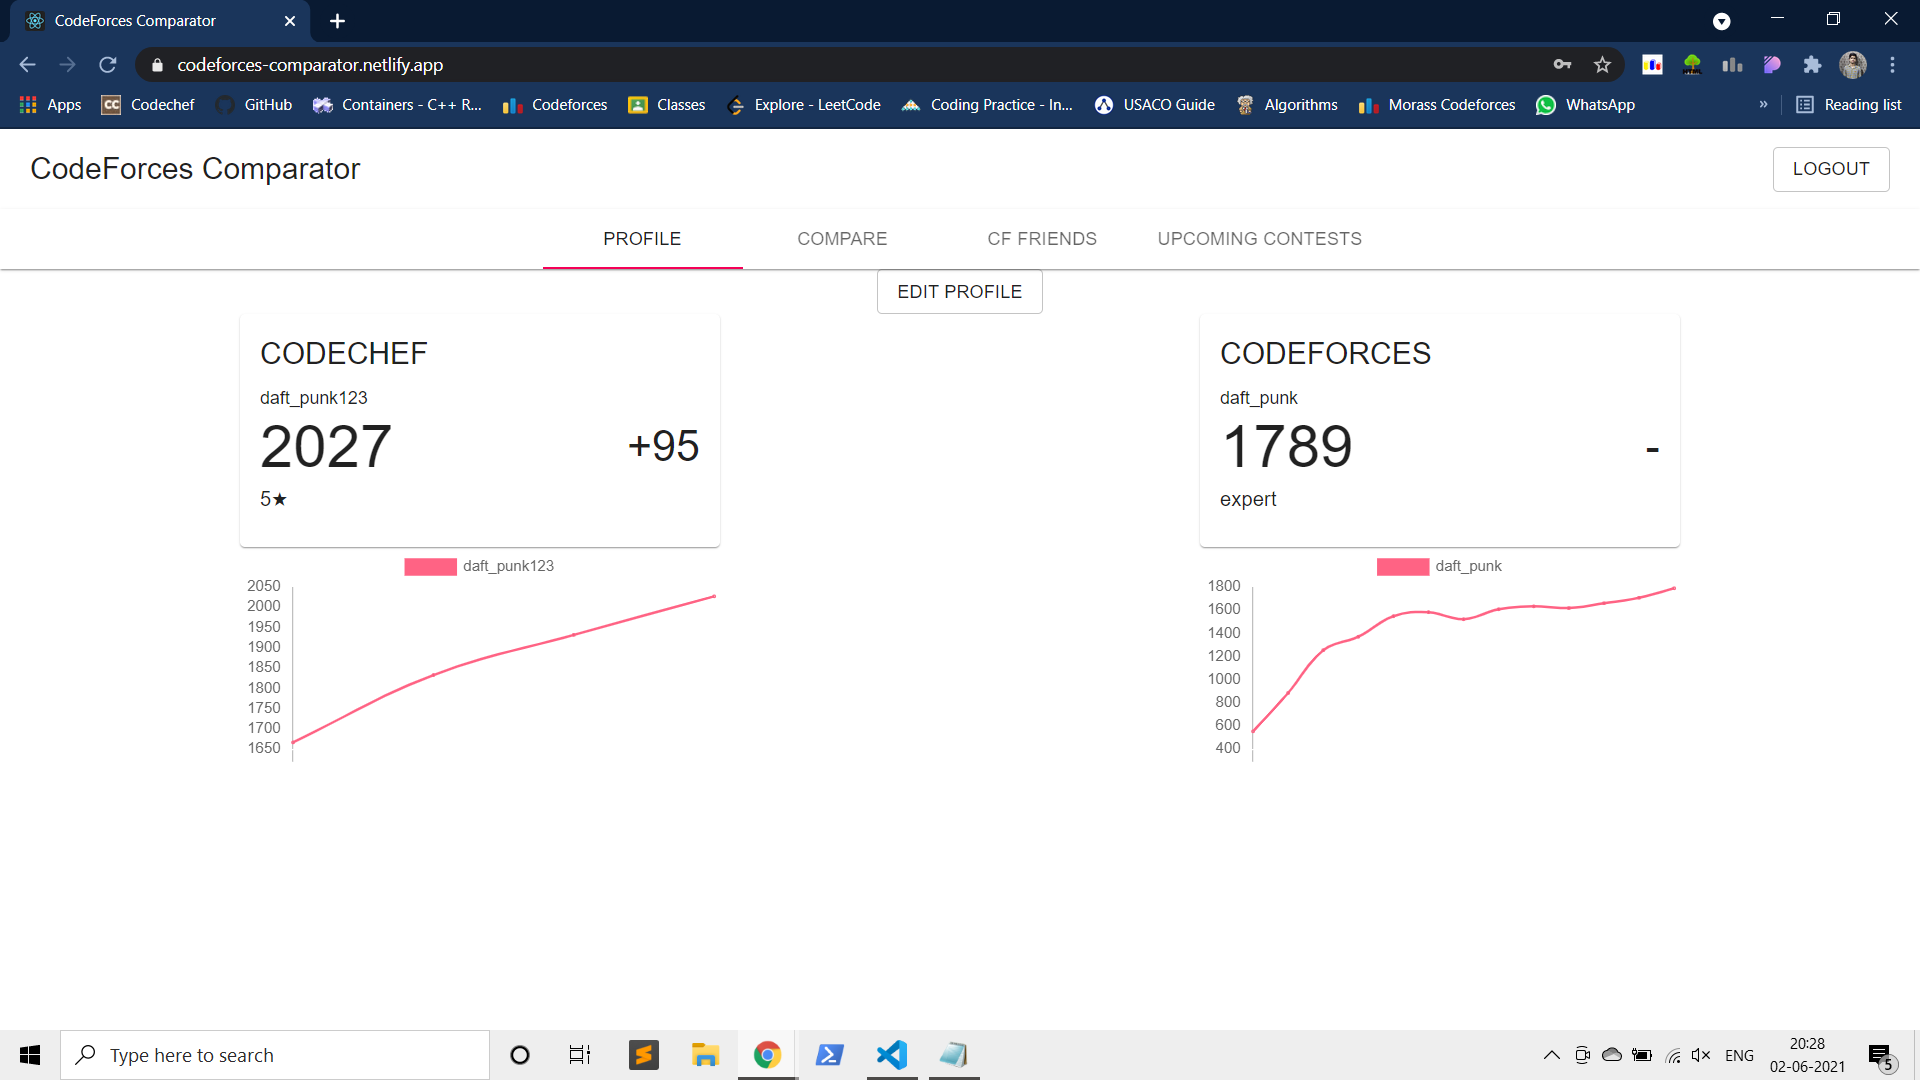 CodeForces Comparator
codeforces-comparator.netlify.app
Apps
CC Codechef
GitHub
Containers - C++ R...
Codeforces
Classes
Explore - LeetCode
Coding Practice - In...
USACO Guide
Algorithms
Morass Codeforces
WhatsApp
»
Reading list
CodeForces Comparator
LOGOUT
PROFILE
COMPARE
CF FRIENDS
UPCOMING CONTESTS
EDIT PROFILE
CODECHEF
daft_punk123
2027
+95
5★
daft_punk123
2050
2000
1950
1900
1850
1800
1750
1700
1650
CODEFORCES
daft_punk
1789
-
expert
daft_punk
1800
1600
1400
1200
1000
800
600
400
Type here to search
ENG
20:28
02-06-2021
5